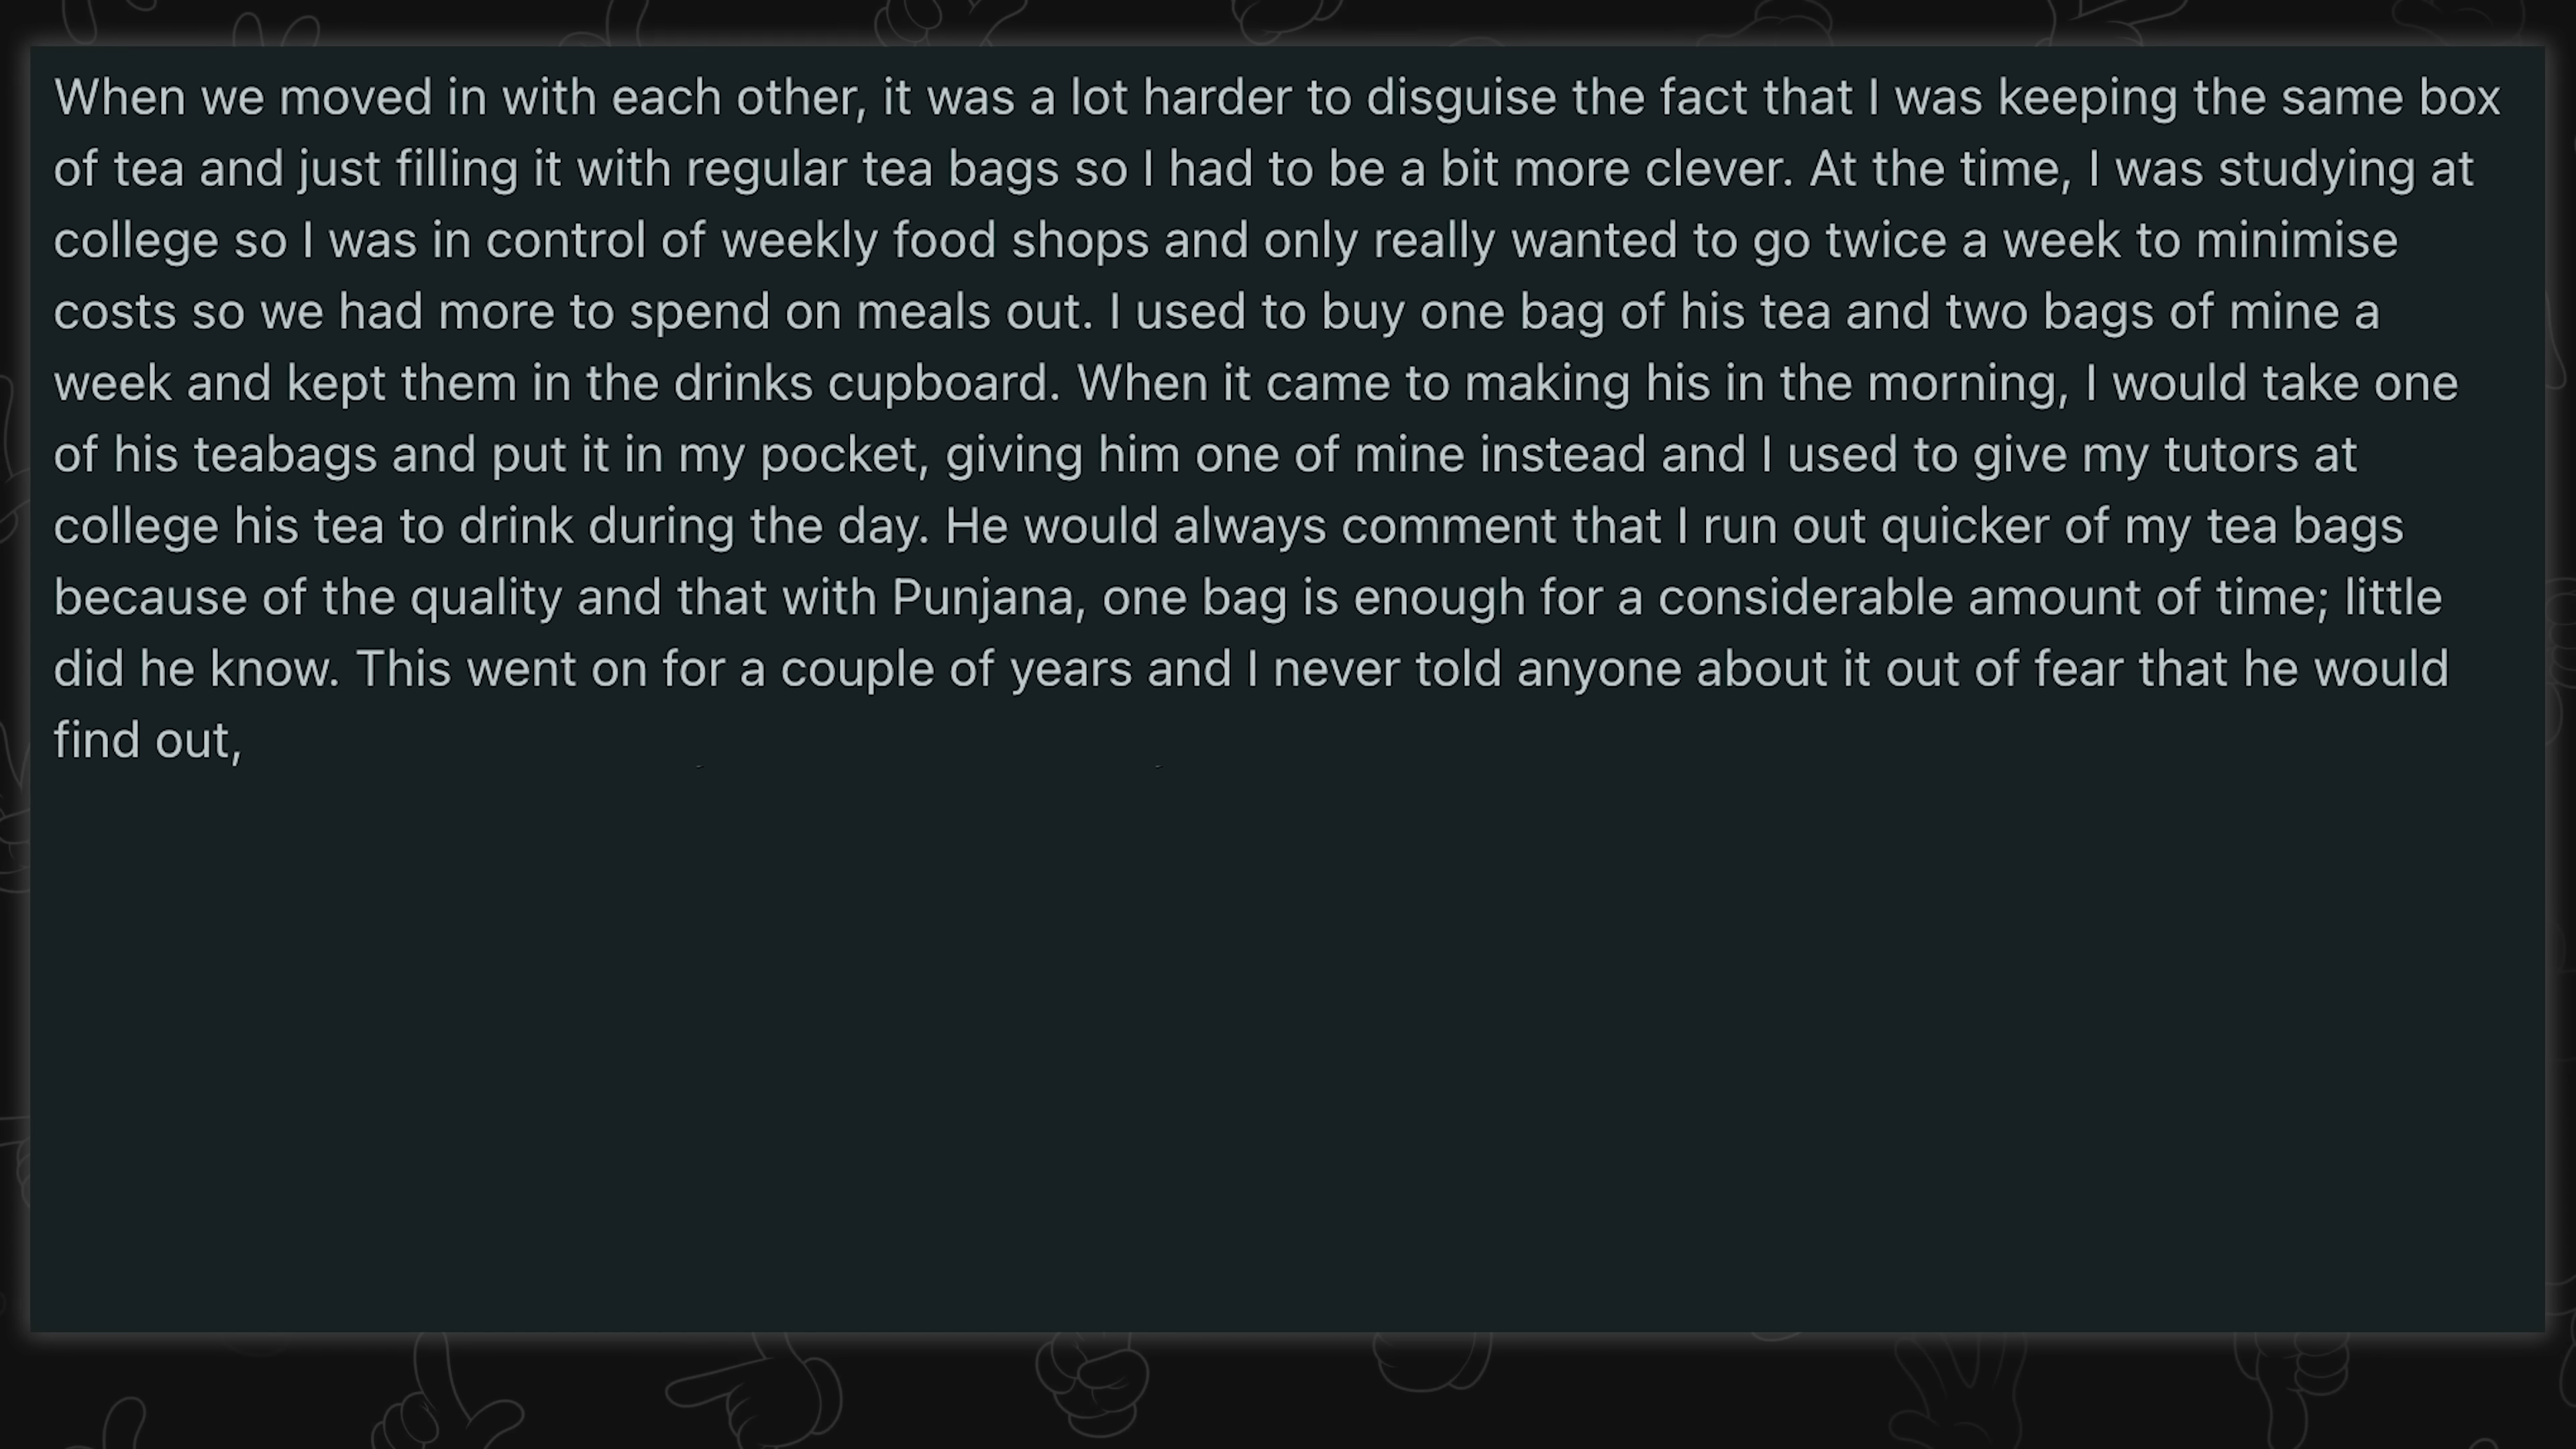 When we moved in with each other, it was a lot harder to disguise the fact that I was keeping the same box
of tea and just filling it with regular tea bags so I had to be a bit more clever. At the time, I was studying at
college so I was in control of weekly food shops and only really wanted to go twice a week to minimise
costs so we had more to spend on meals out. I used to buy one bag of his tea and two bags of mine a
week and kept them in the drinks cupboard. When it came to making his in the morning, I would take one
of his teabags and put it in my pocket, giving him one of mine instead and I used to give my tutors at
college his tea to drink during the day. He would always comment that I run out quicker of my tea bags
because of the quality and that with Punjana, one bag is enough for a considerable amount of time; little
did he know. This went on for a couple of years and I never told anyone about it out of fear that he would
find out,